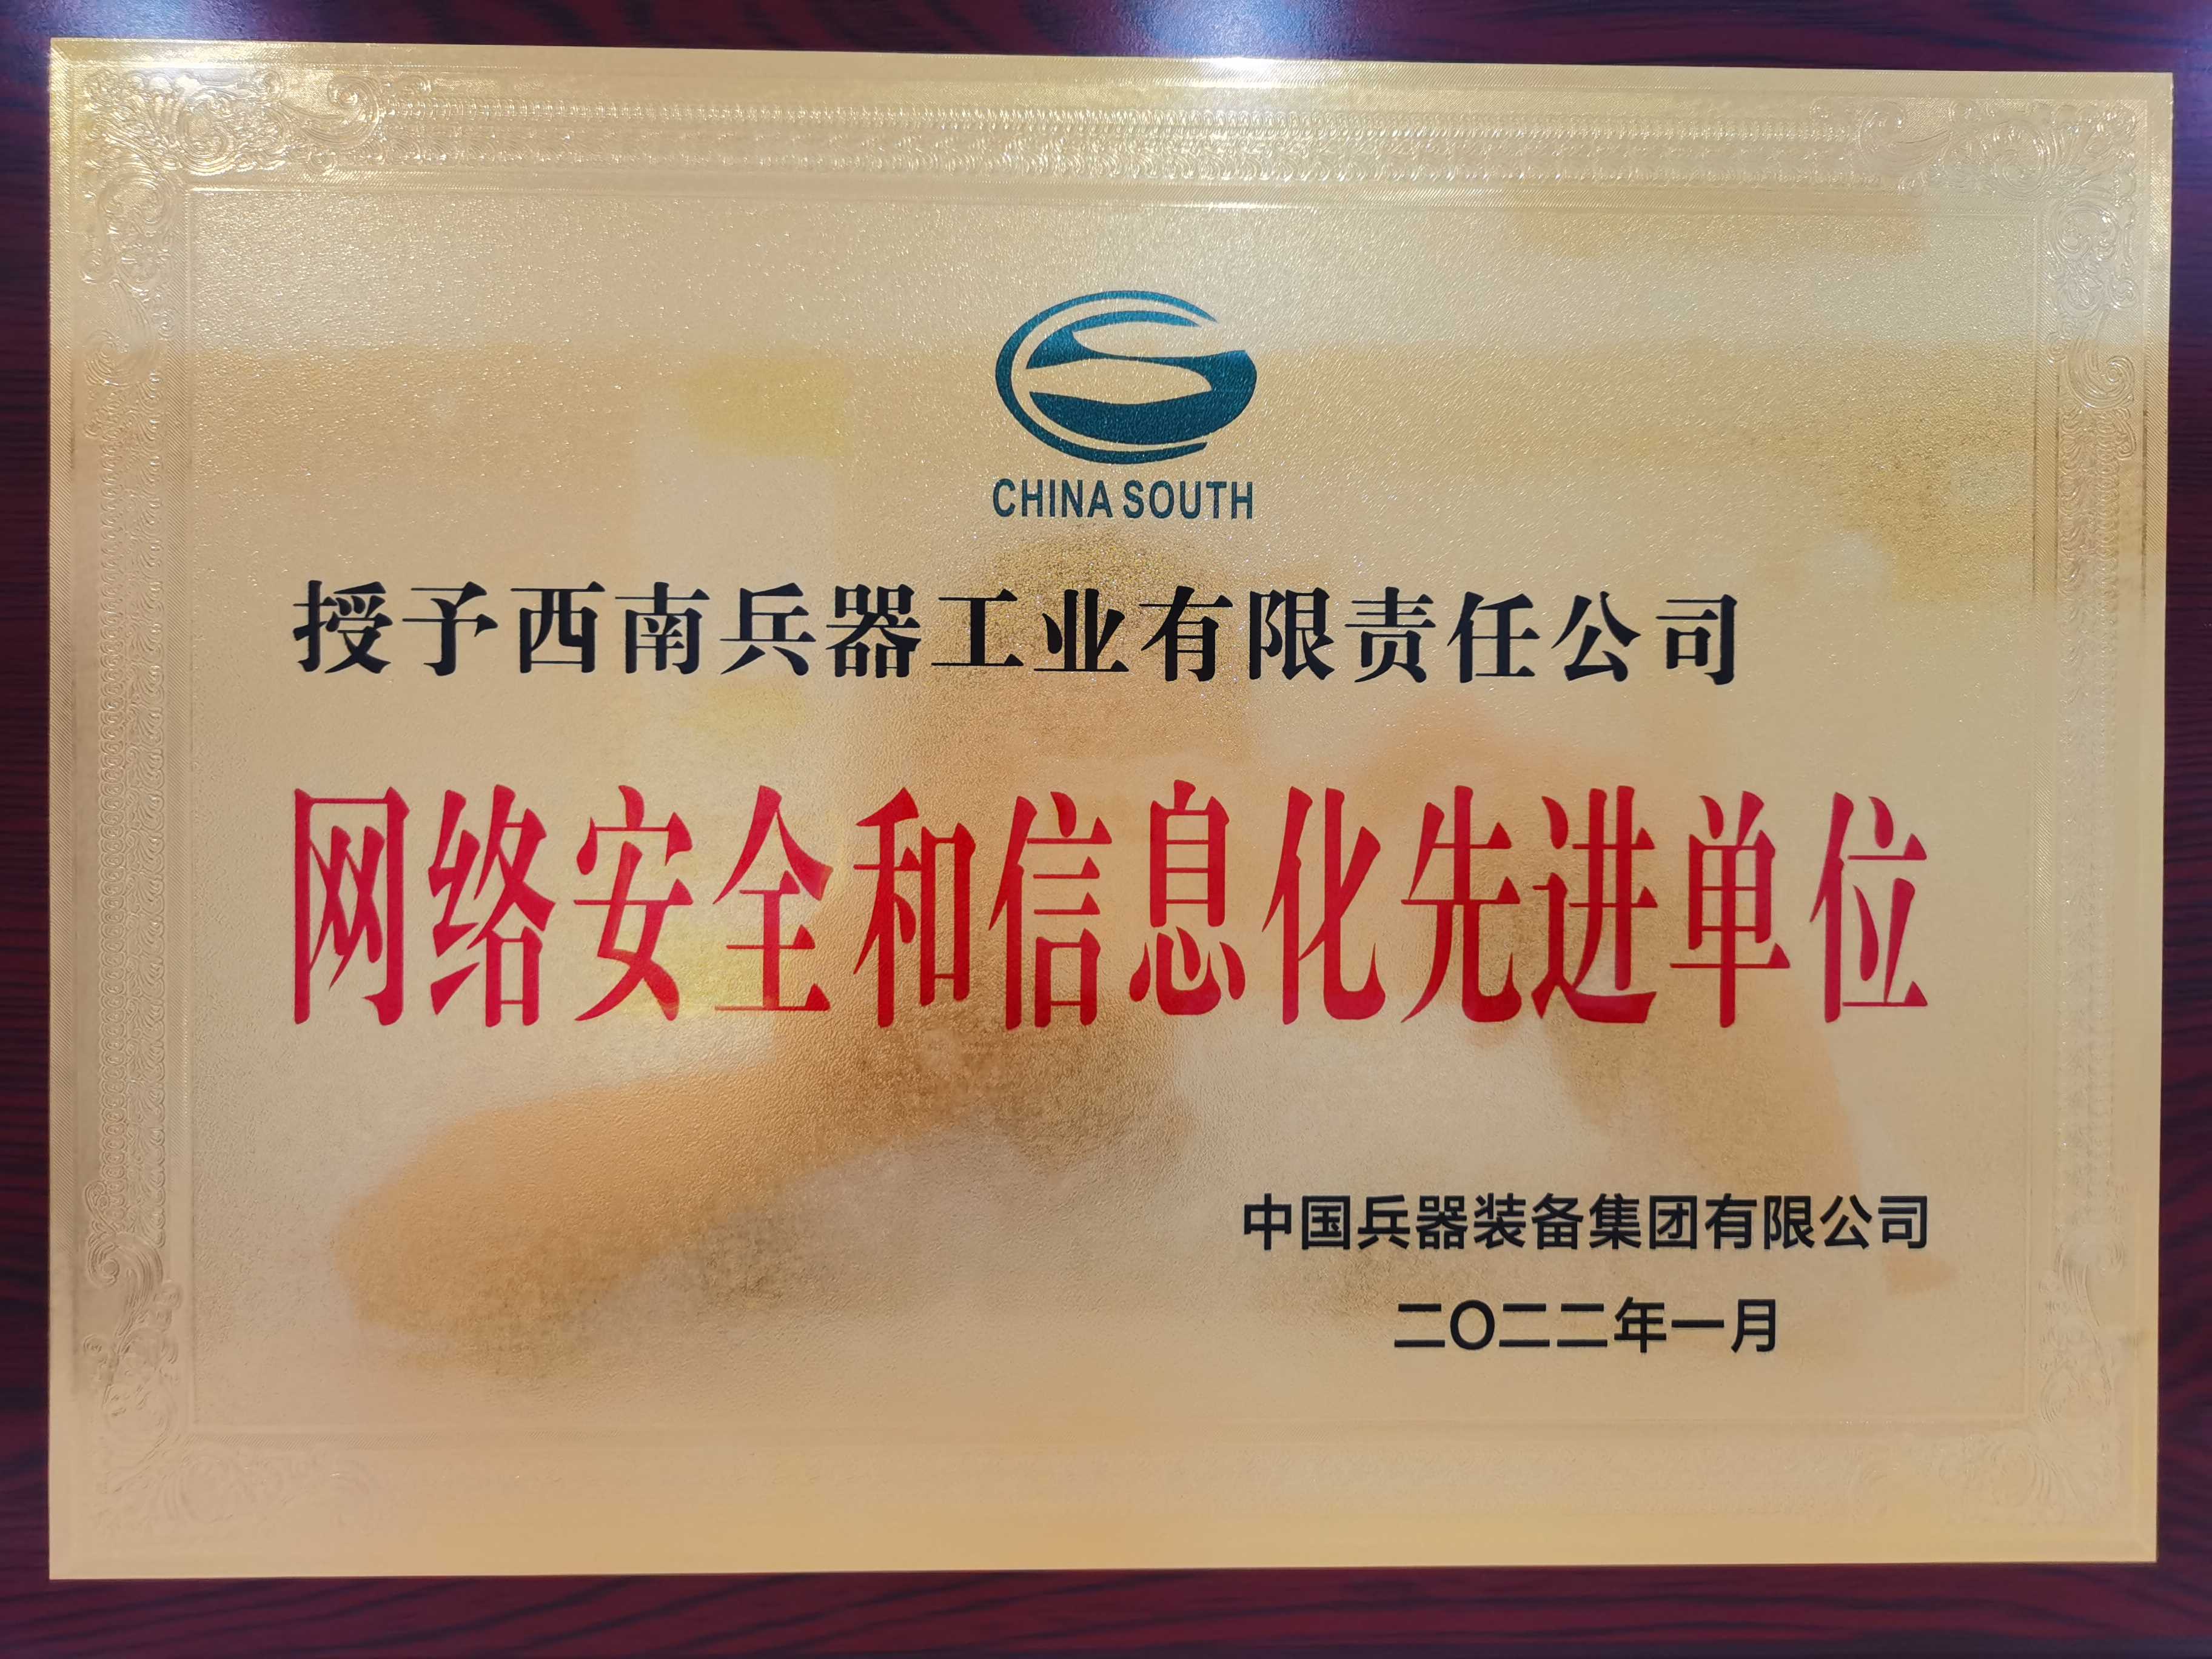 CHINA SOUTH
授予西南兵器工业有限责任公司
网络安全和信息化先进单位
中国兵器装备集团有限公司
二〇二二年一月